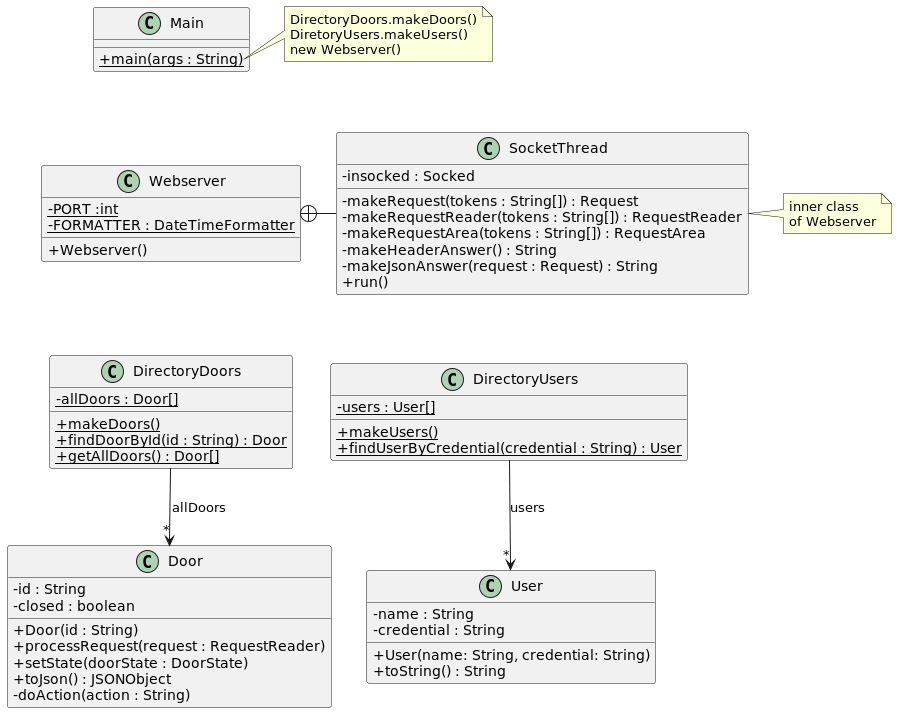 C Main
+main(args : String)
DirectoryDoors.makeDoors()
DiretoryUsers.makeUsers()
new Webserver()
C Webserver
-PORT :int
-FORMATTER : DateTimeFormatter
+Webserver()
C SocketThread
-insocked : Socked
-makeRequest(tokens : String[]) : Request
-makeRequestReader(tokens : String[]) : RequestReader
-makeRequestArea(tokens : String[]) : RequestArea
-makeHeaderAnswer() : String
-makeJsonAnswer(request : Request) : String
+run()
inner class
of Webserver
C DirectoryDoors
-allDoors : Door[]
+makeDoors()
+findDoorById(id : String) : Door
+getAllDoors() : Door[]
C DirectoryUsers
-users : User[]
+makeUsers()
+findUserByCredential(credential : String) : User
allDoors
*
users
*
C Door
-id : String
-closed : boolean
+Door(id : String)
+processRequest(request : RequestReader)
+setState(doorState : DoorState)
+toJson() : JSONObject
-doAction(action : String)
C User
-name : String
-credential : String
+User(name: String, credential: String)
+toString() : String